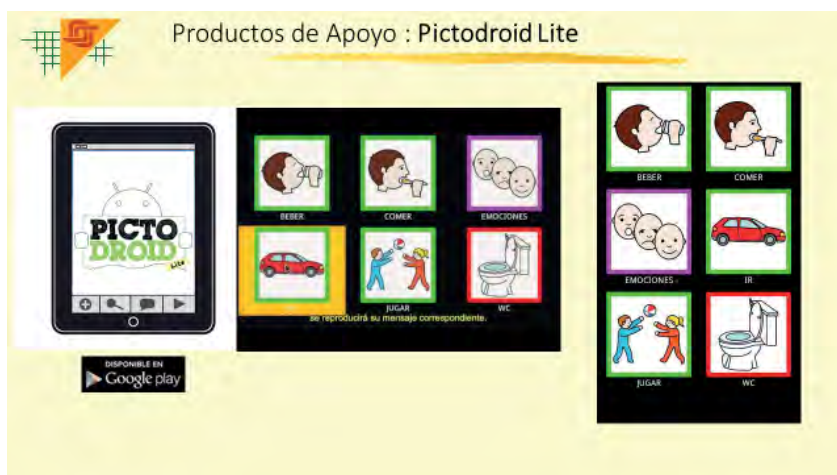 Productos de Apoyo : Pictodroid Lite
PICTO
DROID
Lite
DISPONIBLE EN
Google play
BEBER
COMER
EMOCIONES
JUGAR
WC
se reproducirá su mensaje correspondiente.
BEBER
COMER
EMOCIONES
IR
JUGAR
WC